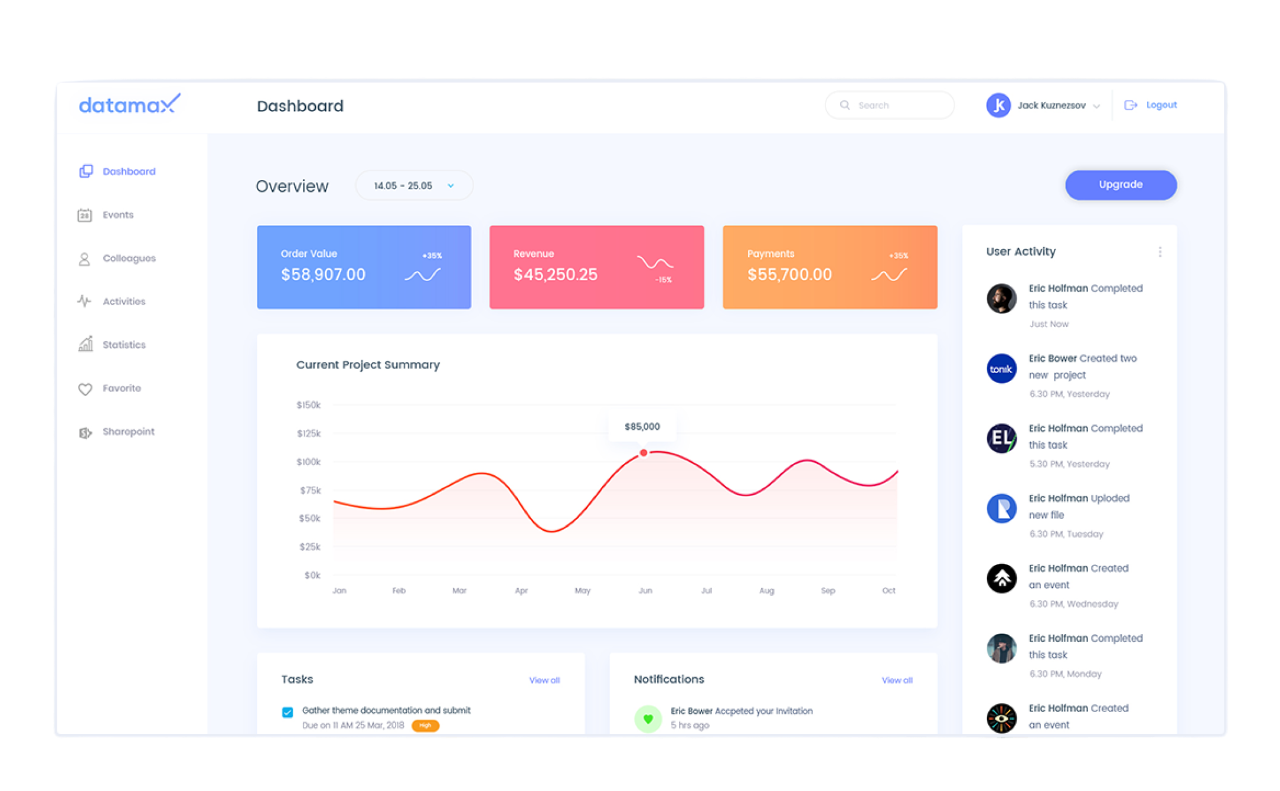 datamax
Dashboard
Search
jk
Jack Kuznezsov
Logout
Dashboard
28
Events
Colleagues
Activities
Statistics
Favorite
Sharepoint
Overview
14.05 - 25.05
Upgrade
Order Value
+35%
$58,907.00
Revenue
$45,250.25
-15%
Payments
+35%
$55,700.00
Current Project Summary
$150k
$125k
$100k
$75k
$50k
$25k
$0k
$85,000
Jan
Feb
Mar
Apr
May
Jun
Jul
Aug
Sep
Oct
Tasks
View all
Gather theme documentation and submit
Due on 11 AM 25 Mar, 2018
High
Notifications
View all
Eric Bower Accpeted your Invitation
5 hrs ago
User Activity
Eric Holfman Completed
this task
Just Now
tonik
Eric Bower Created two
new project
6.30 PM, Yesterday
EL
Eric Holfman Completed
this task
5.30 PM, Yesterday
Eric Holfman Uploded
new file
6.30 PM, Tuesday
Eric Holfman Created
an event
6.30 PM, Wednesday
Eric Holfman Completed
this task
6.30 PM, Monday
Eric Holfman Created
an event